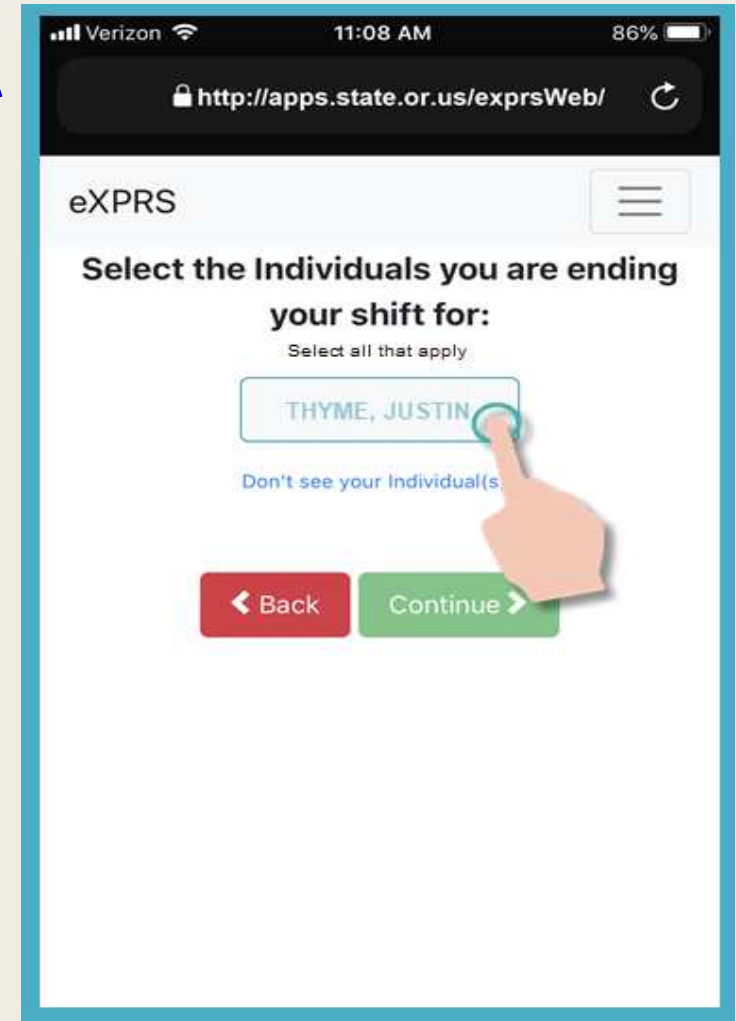 Verizon 11:08 AM 86%
http://apps.state.or.us/exprsWeb/
eXPRS
Select the Individuals you are ending
your shift for:
Select all that apply
THYME, JUSTIN
Don't see your Individual(s
Back Continue